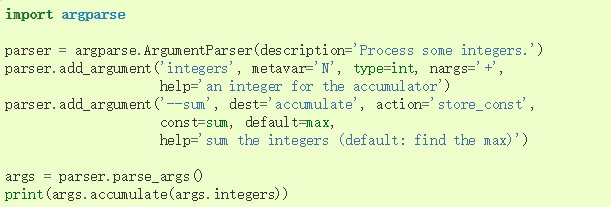 import argparse
parser = argparse.ArgumentParser(description='Process some integers.')
parser.add_argument('integers', metavar='N', type=int, nargs='+',
                    help='an integer for the accumulator')
parser.add_argument('--sum', dest='accumulate', action='store_const',
                    const=sum, default=max,
                    help='sum the integers (default: find the max)')
args = parser.parse_args()
print(args.accumulate(args.integers))